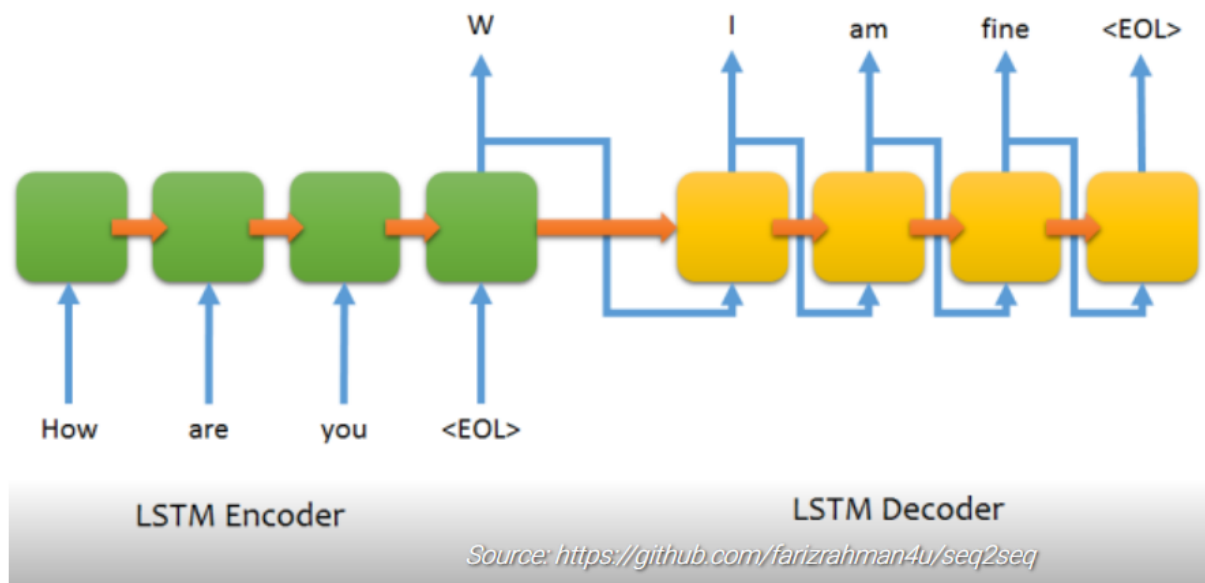 W I am fine <EOL>
How are you <EOL>
LSTM Encoder LSTM Decoder
Source: https://github.com/farizrahman4u/seq2seq